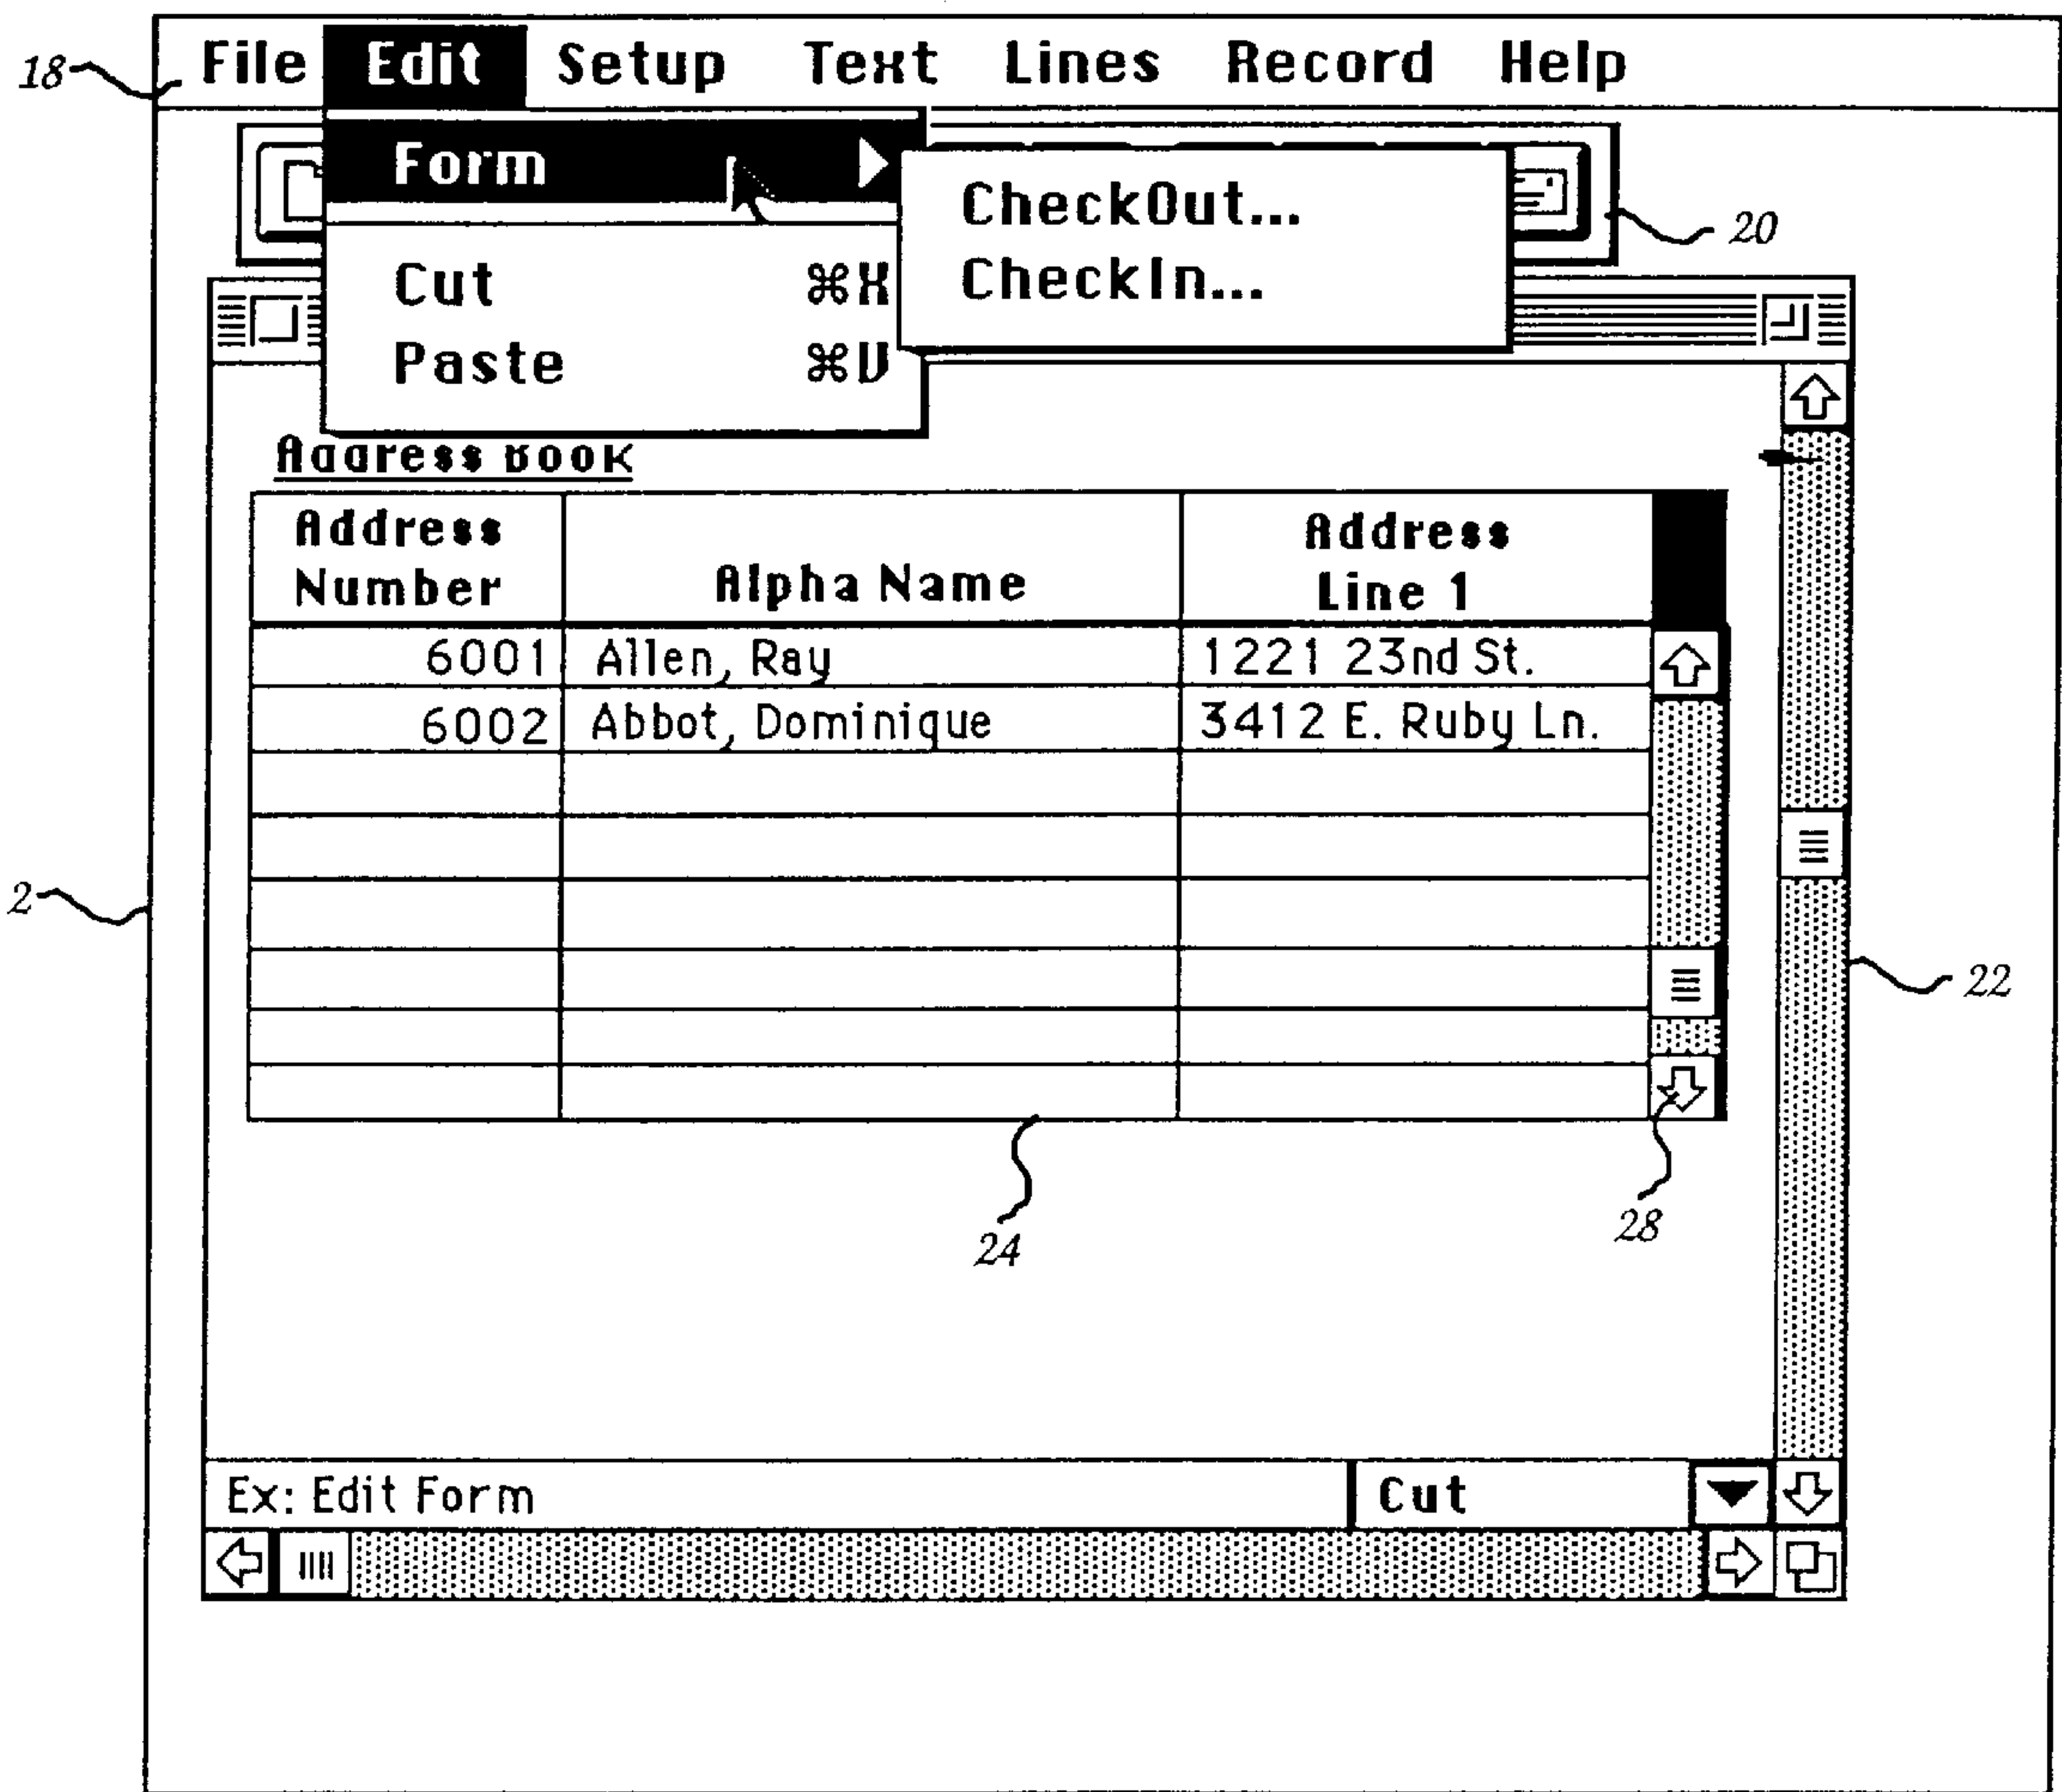 18
File Edit Setup Text Lines Record Help
Form
CheckOut...
20
Cut ⌘X
CheckIn...
Paste ⌘V
Address Book
Address Number
Alpha Name
Address Line 1
6001 Allen, Ray 1221 23nd St.
6002 Abbot, Dominique 3412 E. Ruby Ln.
2
22
24
28
Ex: Edit Form Cut